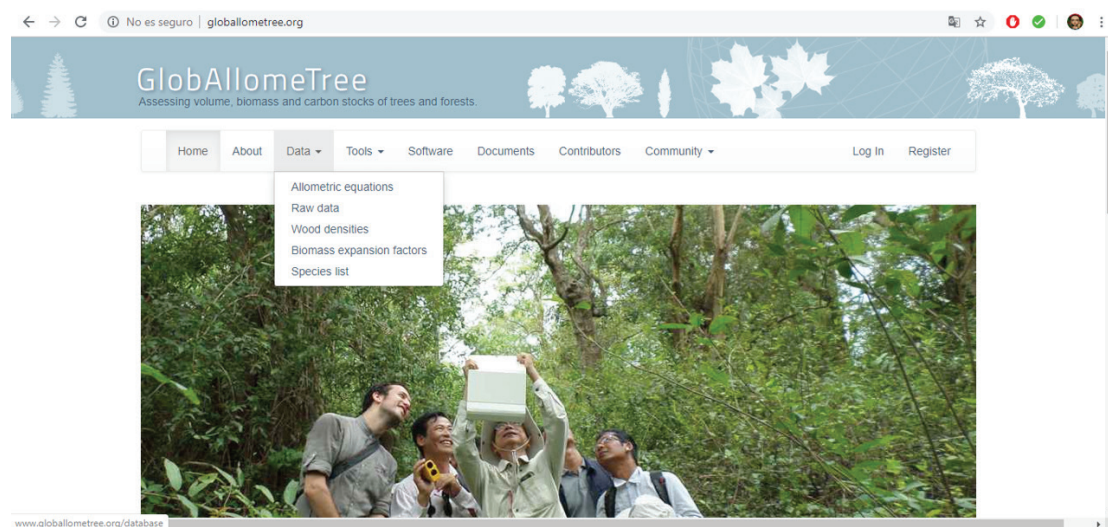 No es seguro | globallometree.org
GlobAllomeTree
Assessing volume, biomass and carbon stocks of trees and forests.
Home About Data Tools Software Documents Contributors Community Log In Register
Allometric equations
Raw data
Wood densities
Biomass expansion factors
Species list
www.globallometree.org/database